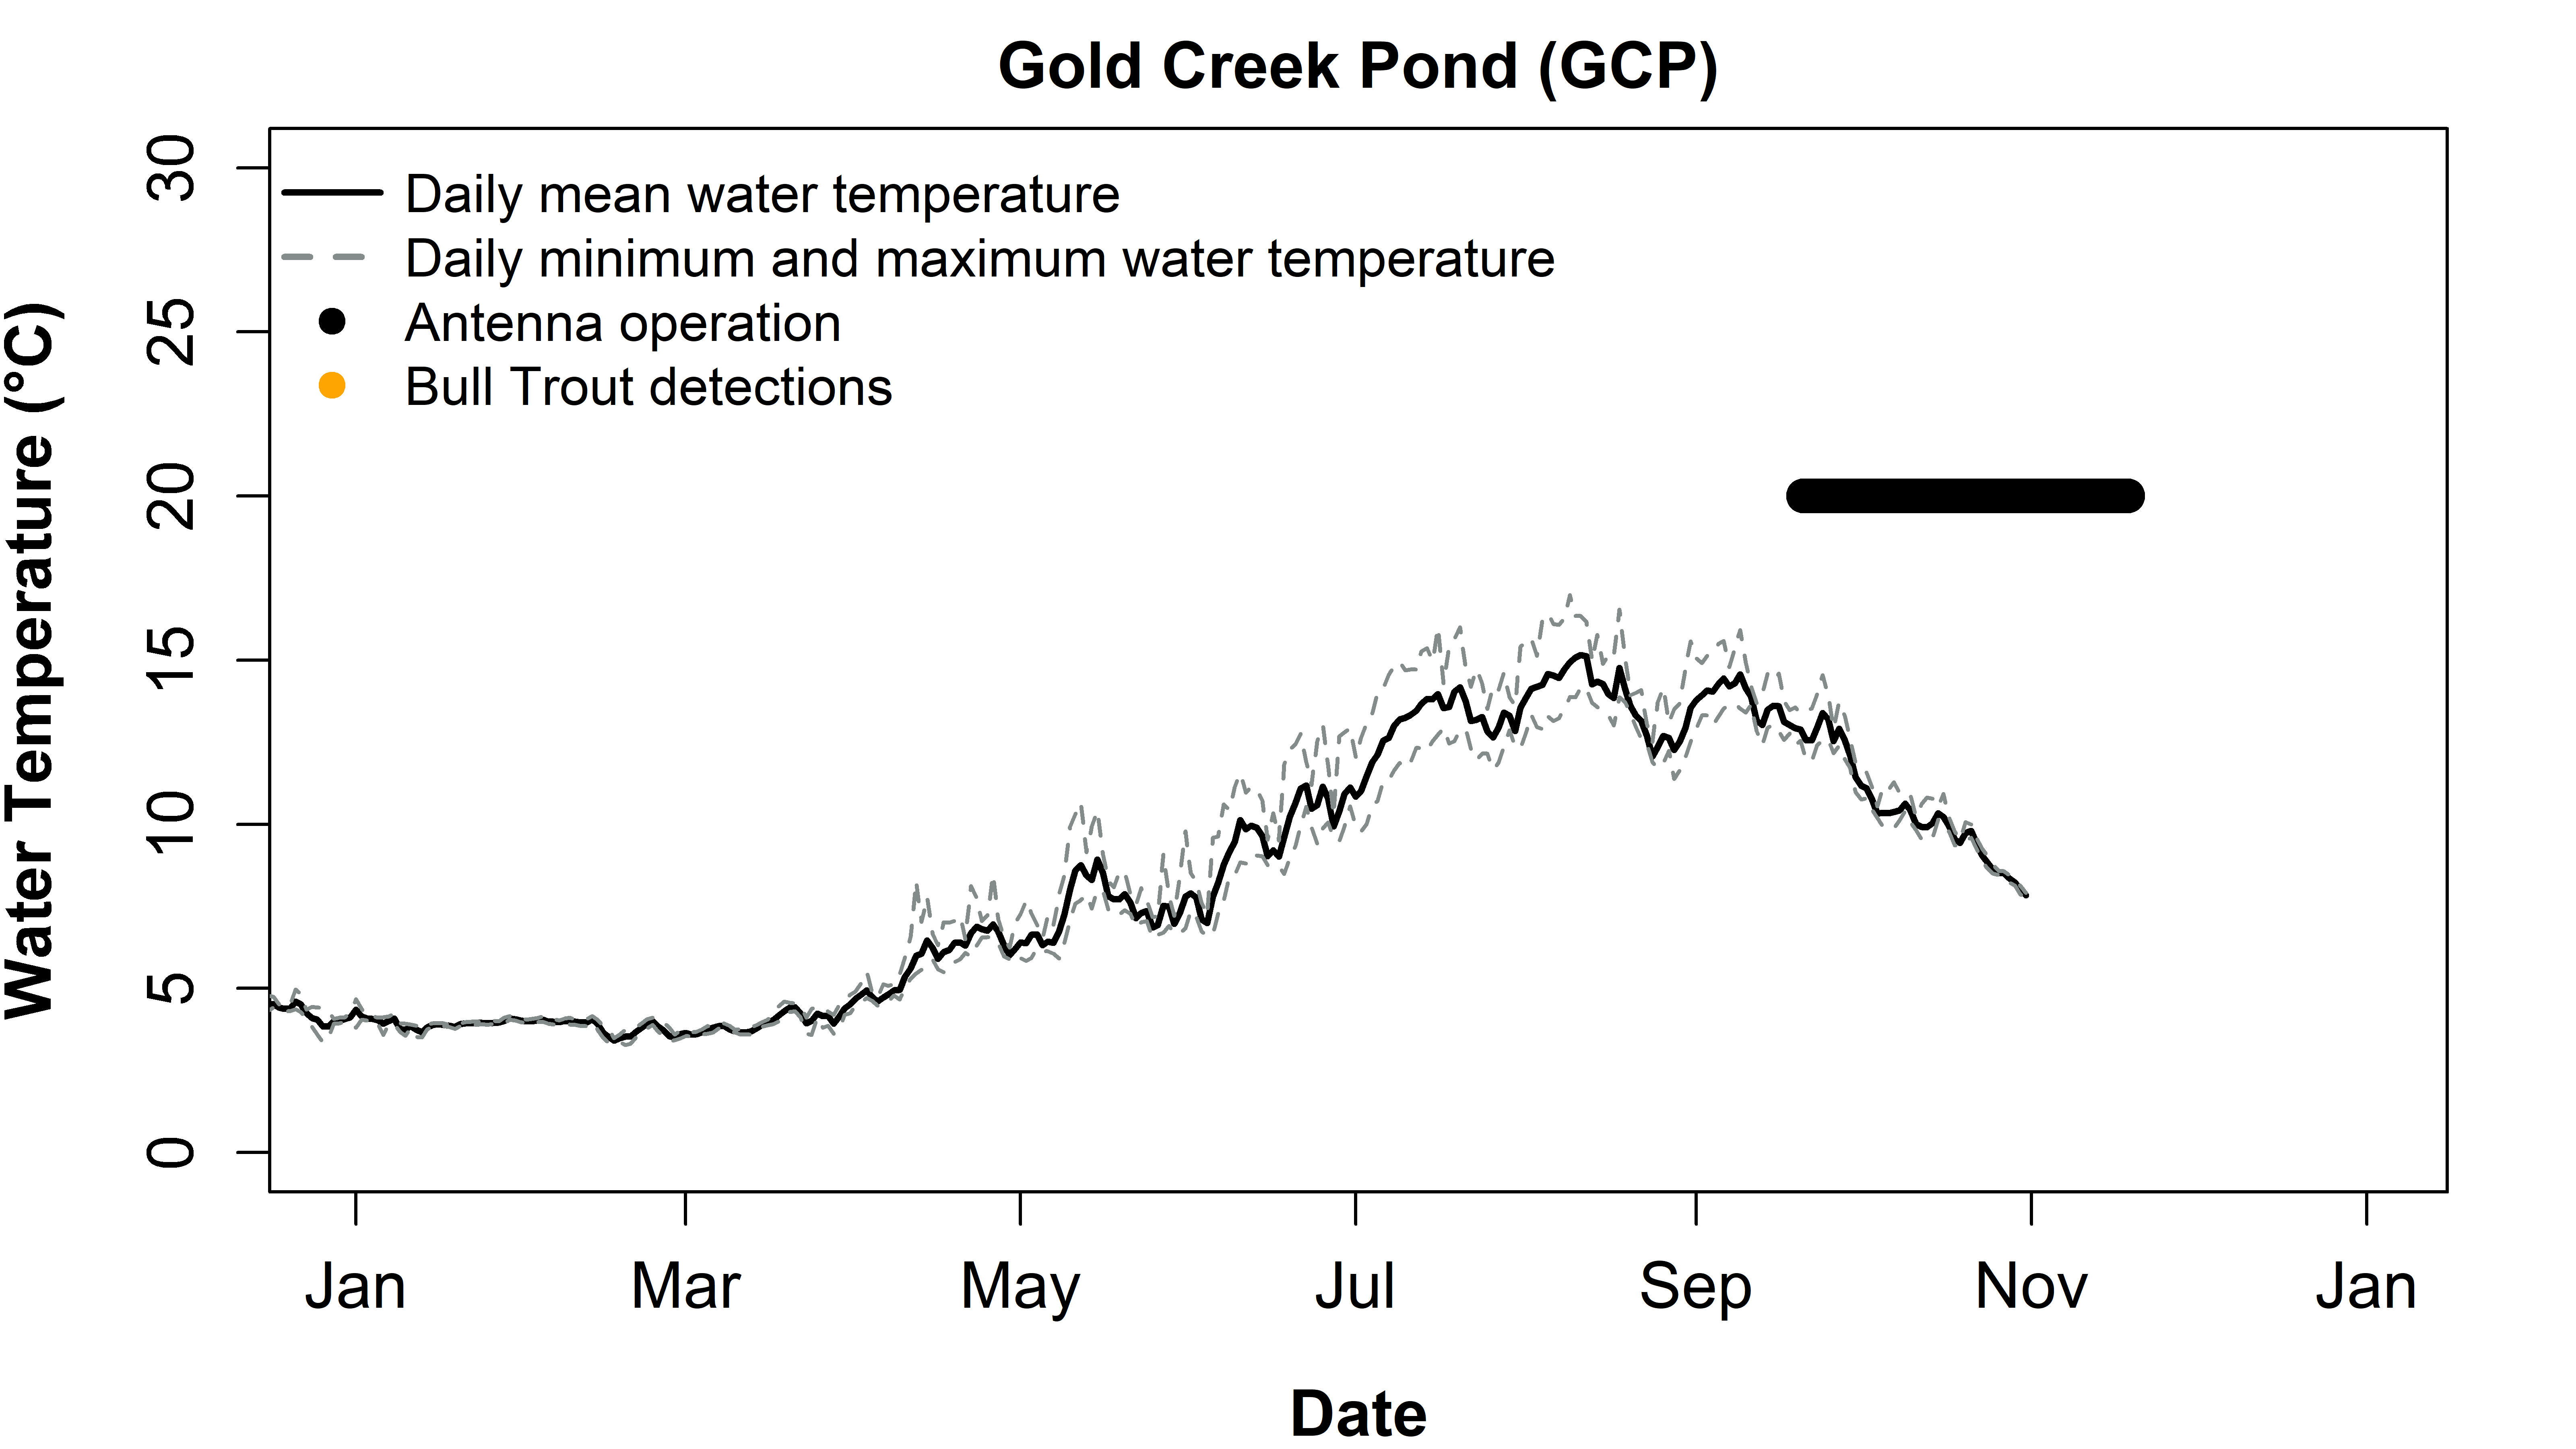 Gold Creek Pond (GCP)
30
25
20
15
10
5
0
Water Temperature (°C)
Daily mean water temperature
Daily minimum and maximum water temperature
Antenna operation
Bull Trout detections
Jan Mar May Jul Sep Nov Jan
Date